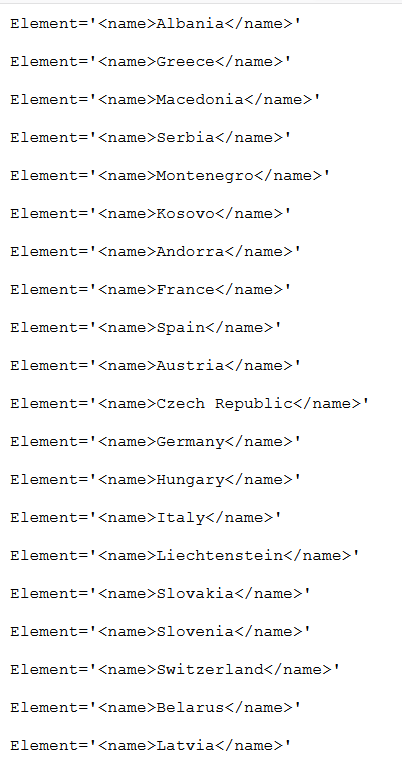 Element='<name>Albania</name>'
Element='<name>Greece</name>'
Element='<name>Macedonia</name>'
Element='<name>Serbia</name>'
Element='<name>Montenegro</name>'
Element='<name>Kosovo</name>'
Element='<name>Andorra</name>'
Element='<name>France</name>'
Element='<name>Spain</name>'
Element='<name>Austria</name>'
Element='<name>Czech Republic</name>'
Element='<name>Germany</name>'
Element='<name>Hungary</name>'
Element='<name>Italy</name>'
Element='<name>Liechtenstein</name>'
Element='<name>Slovakia</name>'
Element='<name>Slovenia</name>'
Element='<name>Switzerland</name>'
Element='<name>Belarus</name>'
Element='<name>Latvia</name>'